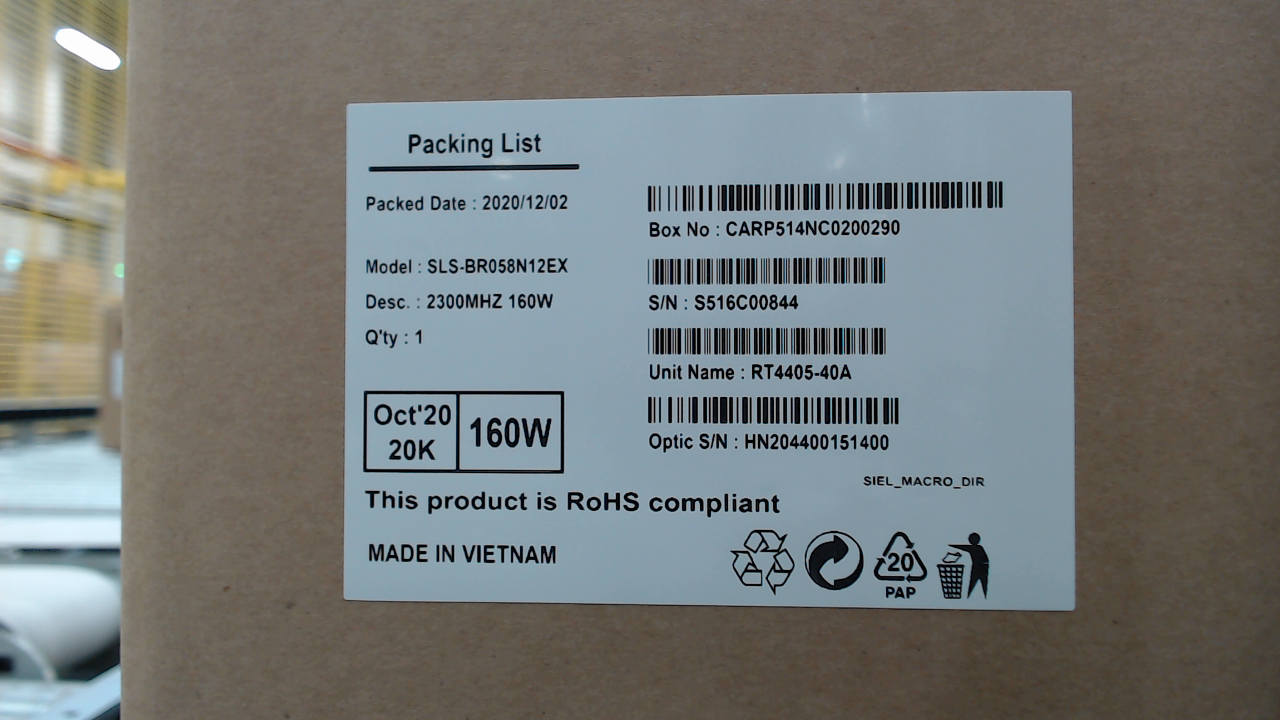 Packing List
Packed Date : 2020/12/02
Model : SLS-BR058N12EX
Desc. : 2300MHZ 160W
Q'ty : 1
Oct'20
20K
160W
Box No : CARP514NC0200290
S/N : S516C00844
Unit Name : RT4405-40A
Optic S/N : HN204400151400
SIEL_MACRO_DIR
This product is RoHS compliant
MADE IN VIETNAM
20
PAP